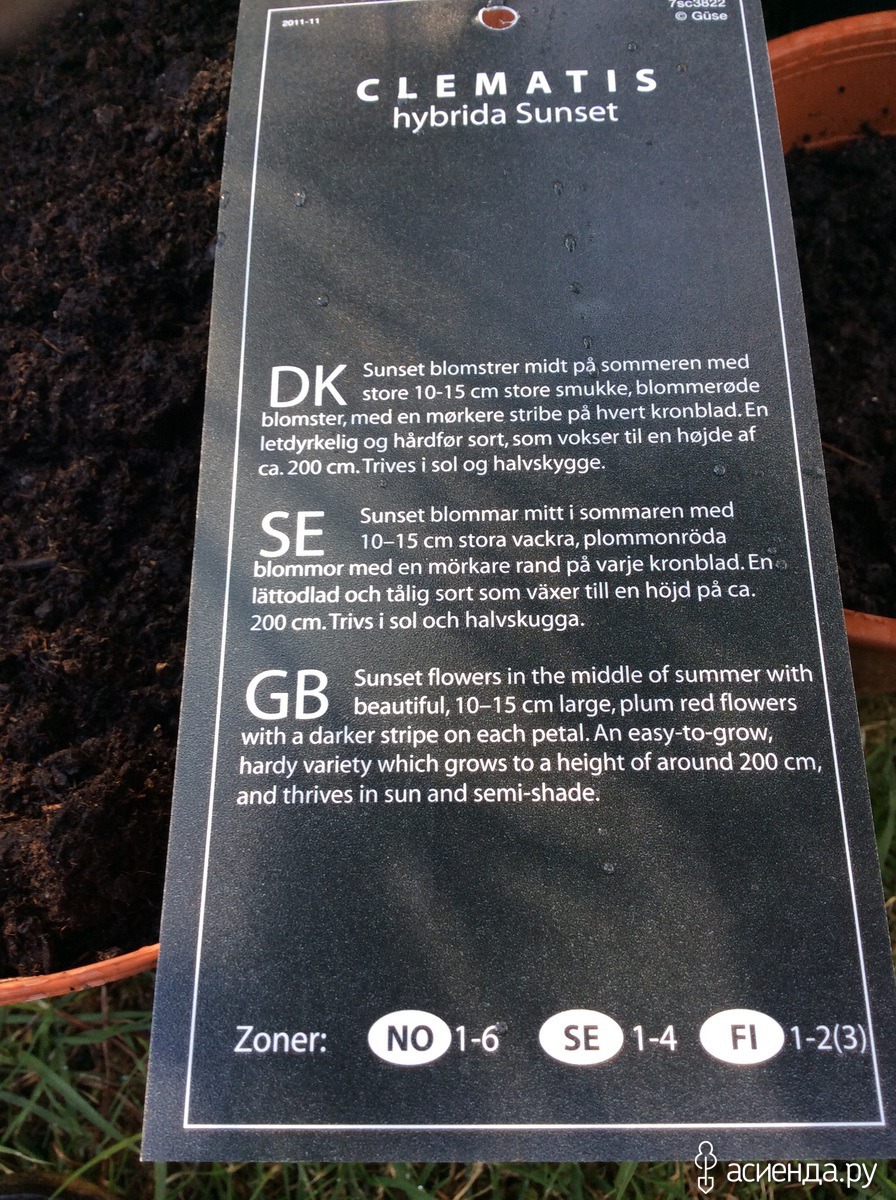 2011-11
7sc3822
© Güse
CLEMATIS
hybrida Sunset
DK Sunset blomstrer midt på sommeren med
store 10-15 cm store smukke, blommerøde
blomster, med en mørkere stribe på hvert kronblad. En
letdyrkelig og hårdfør sort, som vokser til en højde af
ca. 200 cm. Trives i sol og halvskygge.
SE Sunset blommar mitt i sommaren med
10–15 cm stora vackra, plommonröda
blommor med en mörkare rand på varje kronblad. En
lättodlad och tålig sort som växer till en höjd på ca.
200 cm. Trivs i sol och halvskugga.
GB Sunset flowers in the middle of summer with
beautiful, 10–15 cm large, plum red flowers
with a darker stripe on each petal. An easy-to-grow,
hardy variety which grows to a height of around 200 cm,
and thrives in sun and semi-shade.
Zoner: NO 1-6 SE 1-4 FI 1-2(3)
асиенда.ру